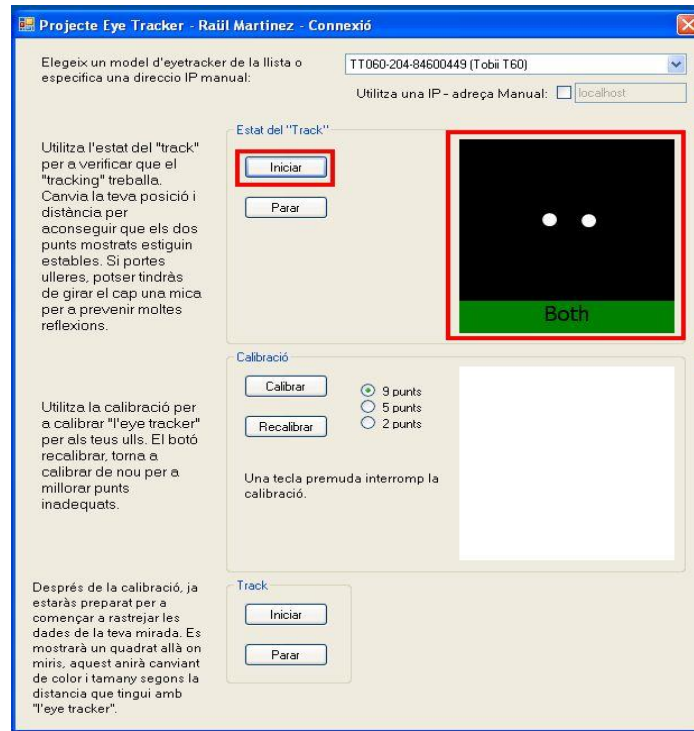 Projecte Eye Tracker - Raül Martinez - Connexió
Elegeix un model d'eyetracker de la llista o
especifica una direccio IP manual:
TT060-204-84600449 (Tobii T60)
Utilitza una IP - adreça Manual:
localhost
Utilitza l'estat del "track"
per a verificar que el
"tracking" treballa.
Canvia la teva posició i
distància per
aconseguir que els dos
punts mostrats estiguin
estables. Si portes
ulleres, potser tindràs
de girar el cap una mica
per a prevenir moltes
reflexions.
Estat del "Track"
Iniciar
Parar
Both
Utilitza la calibració per
a calibrar "l'eye tracker"
per als teus ulls. El botó
recalibrar, torna a
calibrar de nou per a
millorar punts
inadequats.
Calibració
Calibrar
Recalibrar
9 punts
5 punts
2 punts
Una tecla premuda interromp la
calibració.
Després de la calibració, ja
estaràs preparat per a
començar a rastrejar les
dades de la teva mirada. Es
mostrarà un quadrat allà on
miris, aquest anirà canviant
de color i tamany segons la
distancia que tingui amb
"l'eye tracker".
Track
Iniciar
Parar